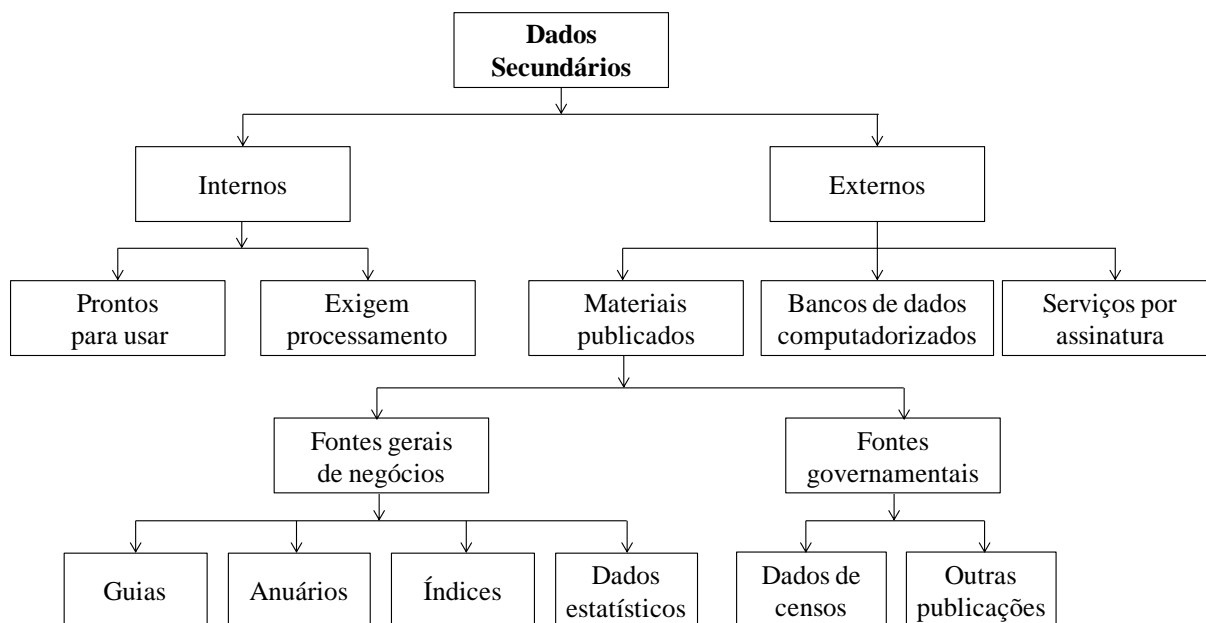 Dados
Secundários
Internos
Externos
Prontos
para usar
Exigem
processamento
Materiais
publicados
Bancos de dados
computadorizados
Serviços por
assinatura
Fontes gerais
de negócios
Fontes
governamentais
Guias
Anuários
Índices
Dados
estatísticos
Dados de
censos
Outras
publicações